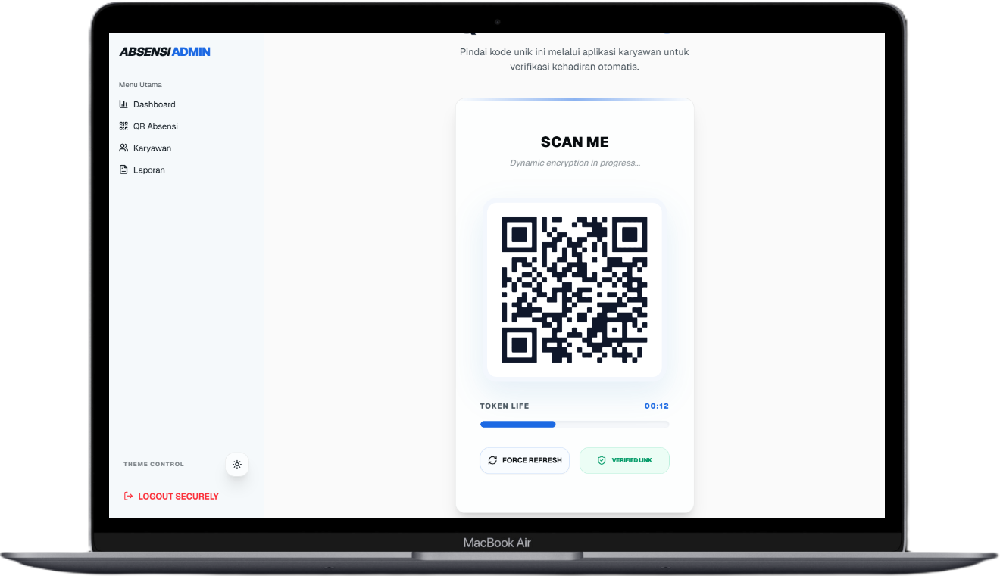 ABSENSI ADMIN
Menu Utama
Dashboard
QR Absensi
Karyawan
Laporan
THEME CONTROL
LOGOUT SECURELY
Pindai kode unik ini melalui aplikasi karyawan untuk
verifikasi kehadiran otomatis.
SCAN ME
Dynamic encryption in progress...
TOKEN LIFE 00:12
FORCE REFRESH
VERIFIED LINK
MacBook Air